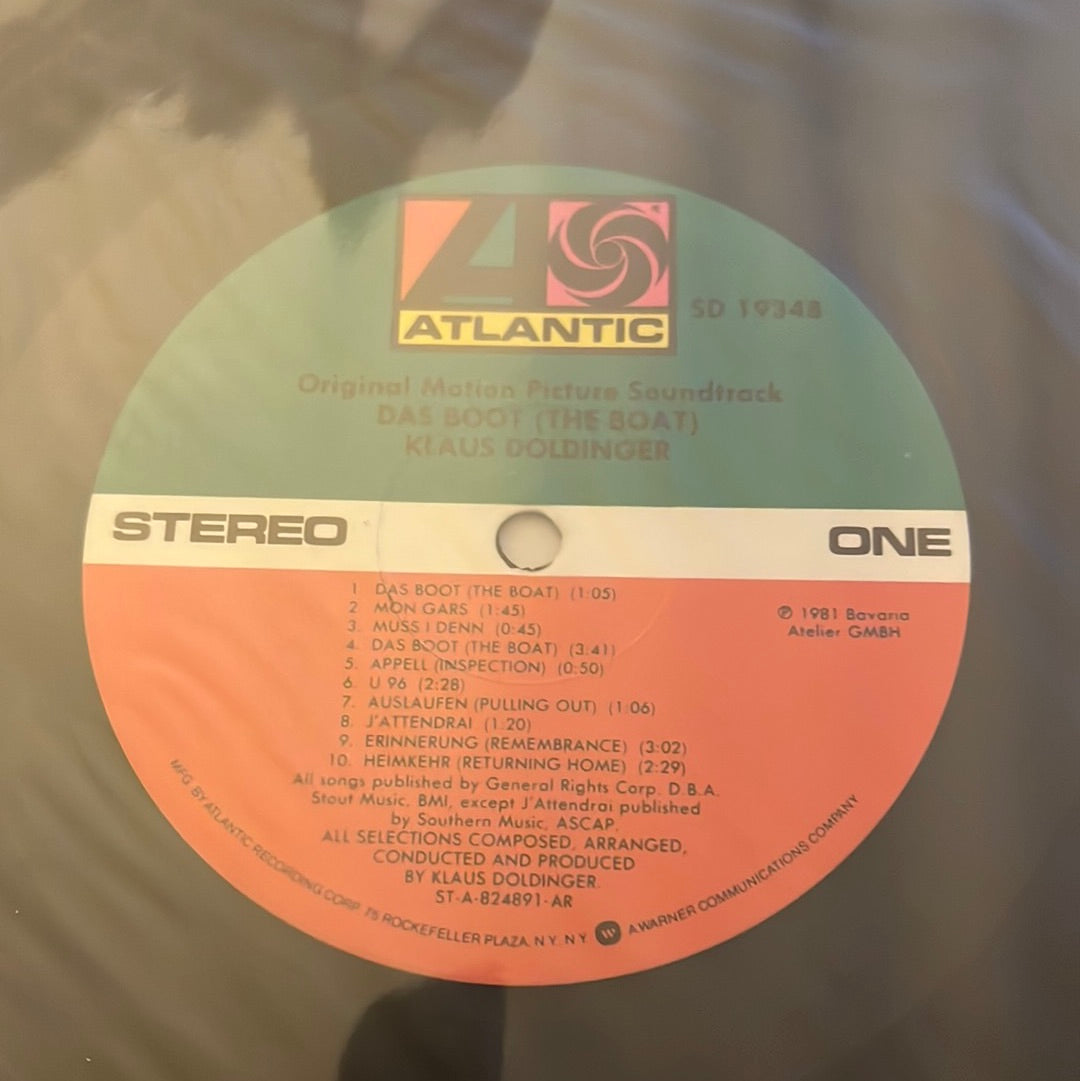 ATLANTIC
SD 19348
Original Motion Picture Soundtrack
DAS BOOT (THE BOAT)
KLAUS DOLDINGER
STEREO
ONE
1 DAS BOOT (THE BOAT) (1:05)
2 MON GARS (1:45)
3. MUSS I DENN (0:45)
4. DAS BOOT (THE BOAT) (3:41)
5. APPELL (INSPECTION) (0:50)
6. U 96 (2:28)
7. AUSLAUFEN (PULLING OUT) (1:06)
8. J'ATTENDRAI (1:20)
9. ERINNERUNG (REMEMBRANCE) (3:02)
10. HEIMKEHR (RETURNING HOME) (2:29)
℗ 1981 Bavaria
Atelier GMBH
All songs published by General Rights Corp. D.B.A.
Stout Music, BMI, except J'Attendrai published
by Southern Music, ASCAP.
ALL SELECTIONS COMPOSED, ARRANGED,
CONDUCTED AND PRODUCED
BY KLAUS DOLDINGER.
ST-A-824891-AR
MFG. BY ATLANTIC RECORDING CORP. 75 ROCKEFELLER PLAZA, N.Y. N.Y. W A WARNER COMMUNICATIONS COMPANY